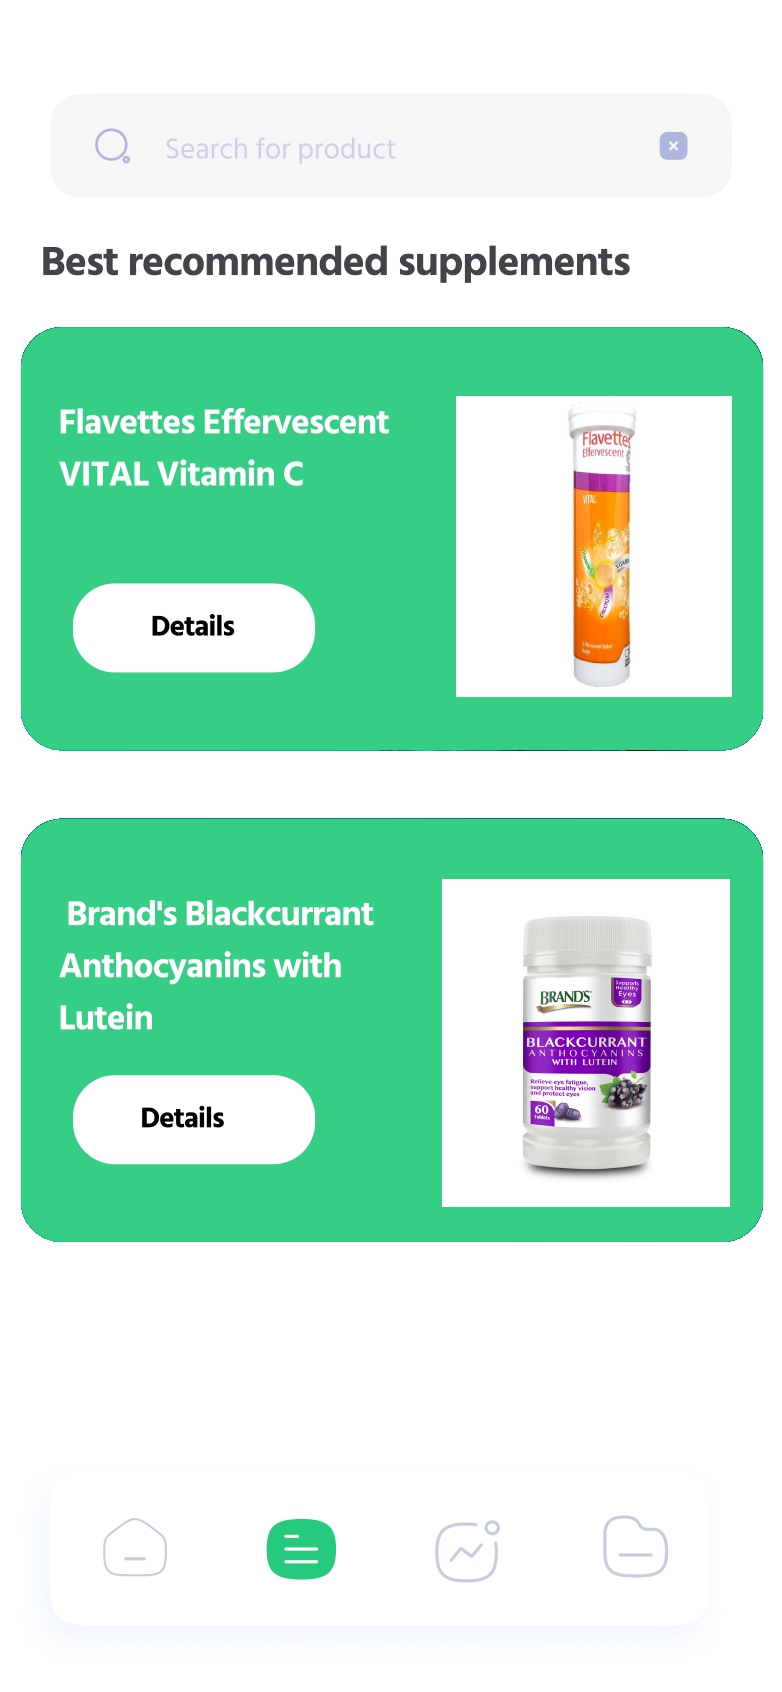 Search for product
Best recommended supplements
Flavettes Effervescent
VITAL Vitamin C
Details
Flavettes
Effervescent
VITAL
CALCIUM
Brand's Blackcurrant
Anthocyanins with
Lutein
Details
BRAND'S
Supports
Healthy
Eyes
BLACKCURRANT
ANTHOCYANINS
WITH LUTEIN
Relieve eye fatigue,
support healthy vision
and protect eyes
60
Tablets